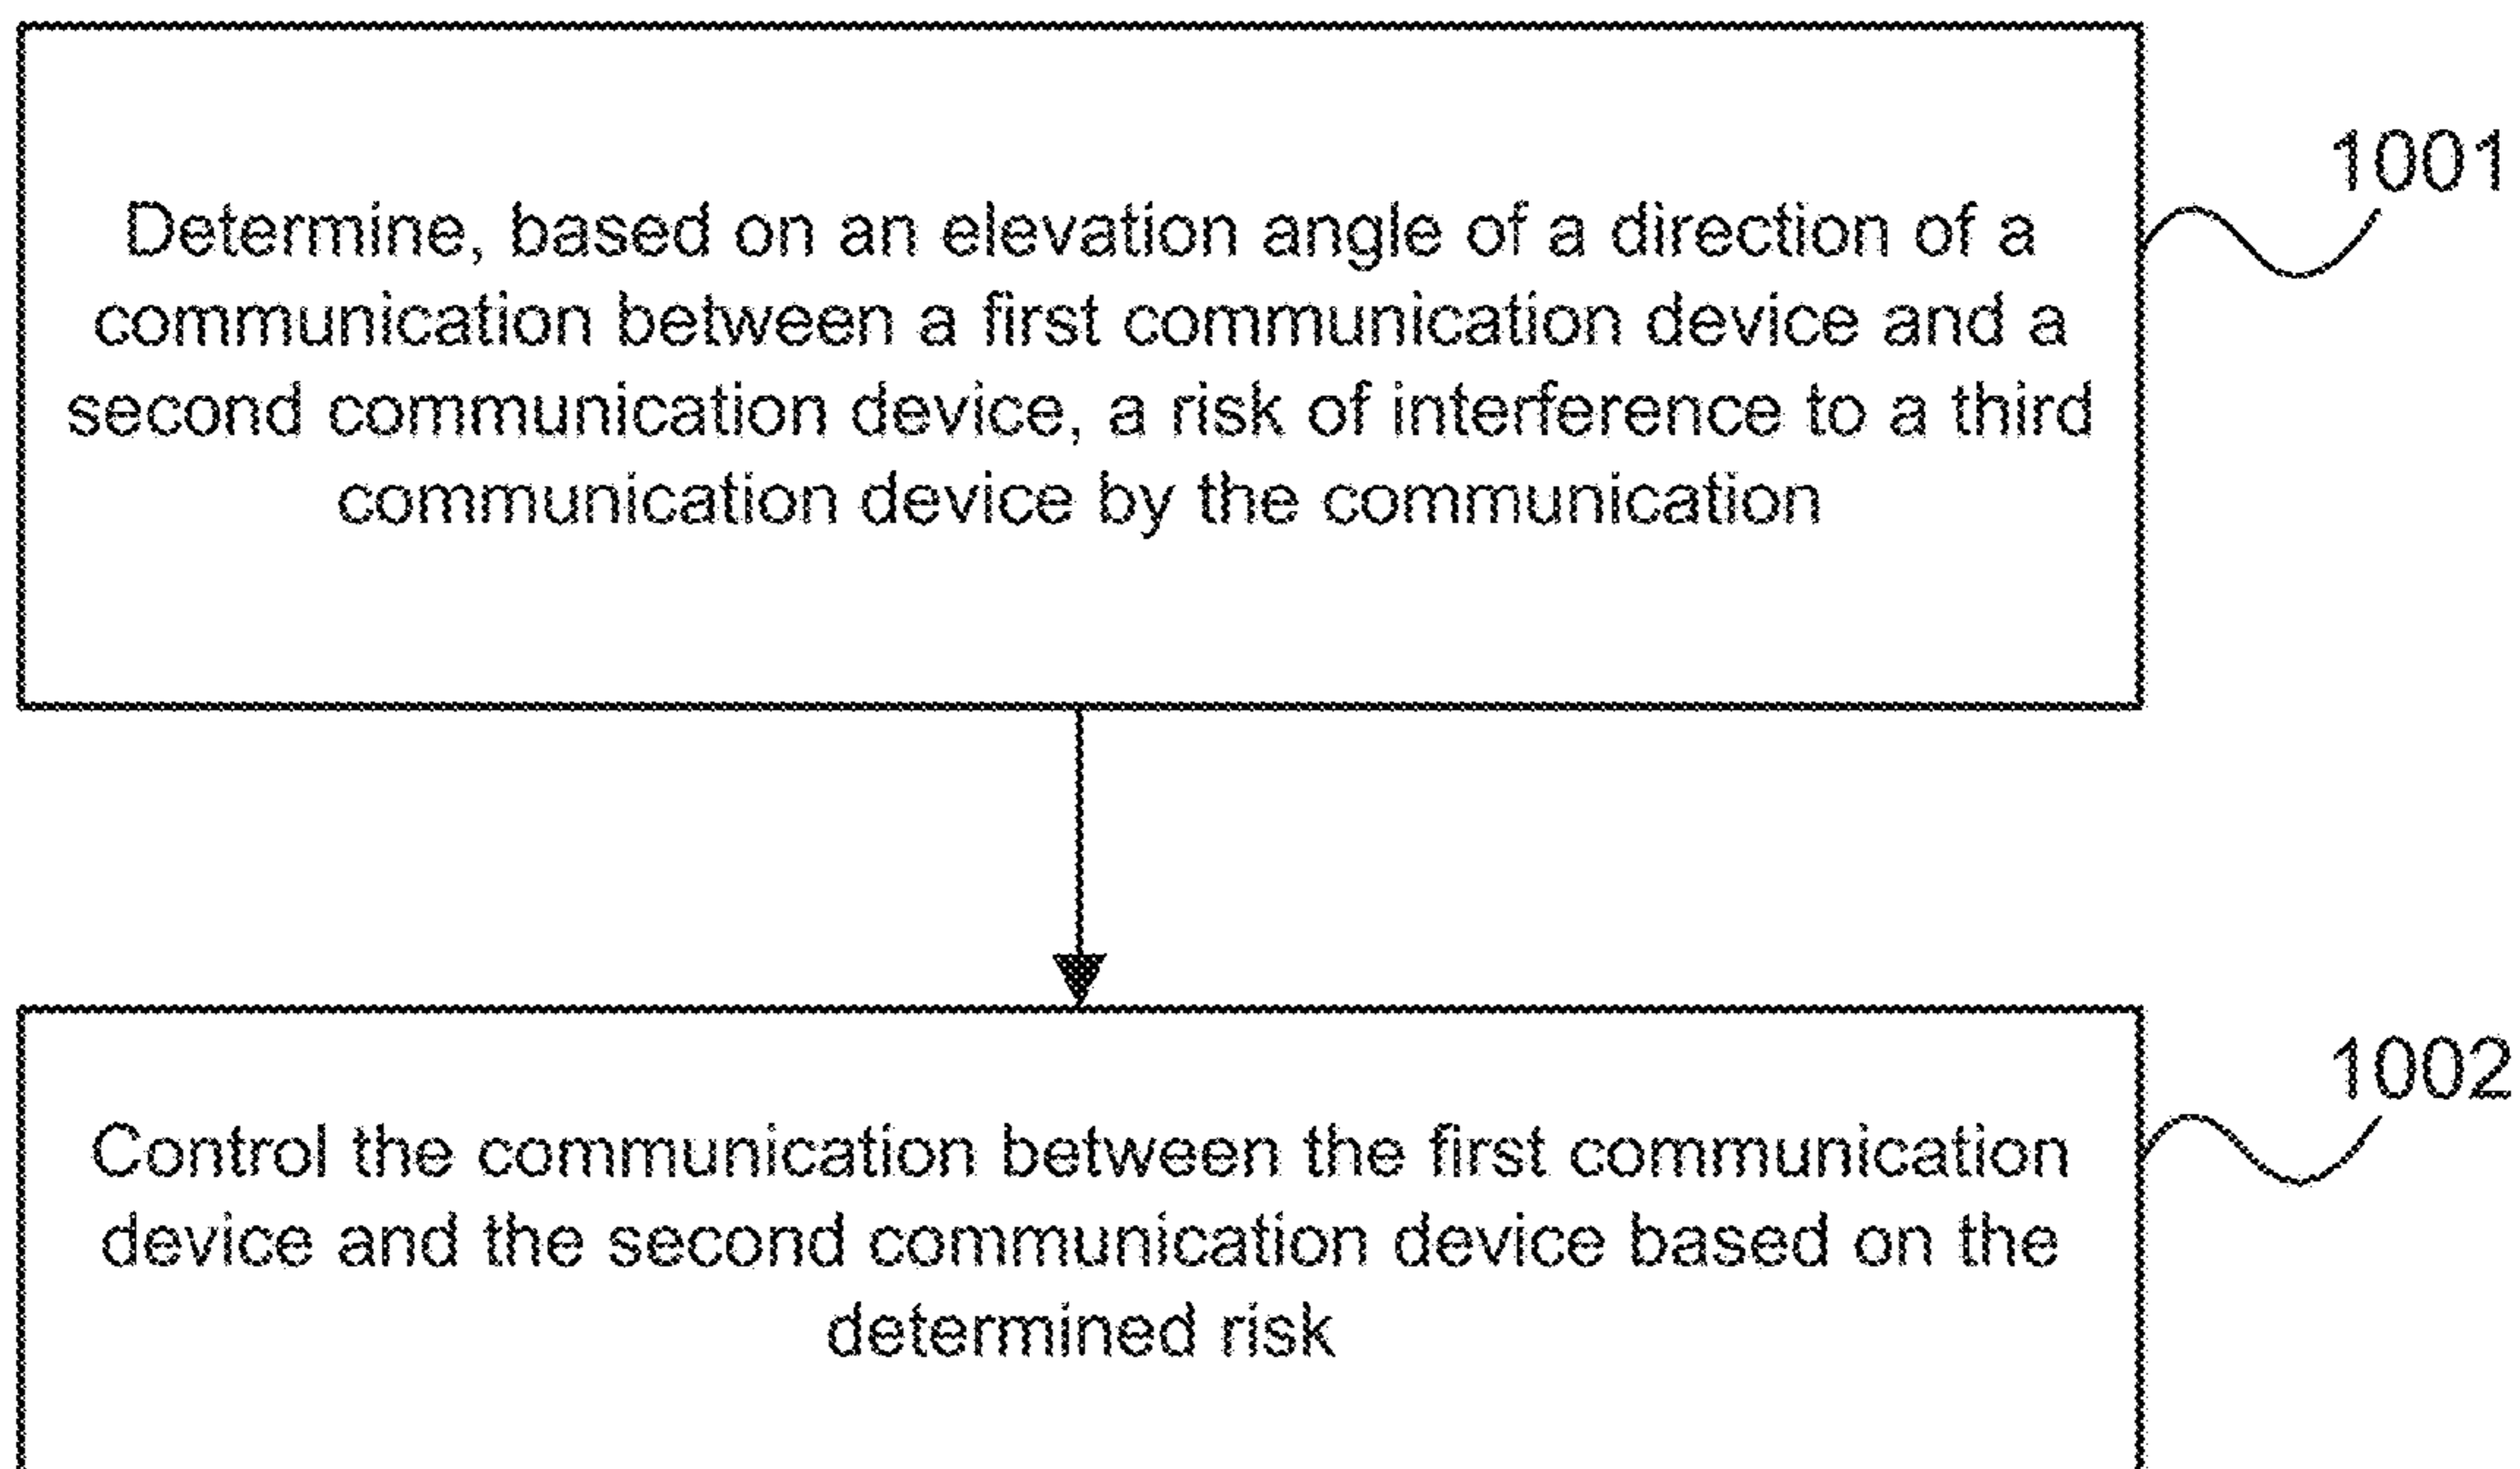 1001
Determine, based on an elevation angle of a direction of a
communication between a first communication device and a
second communication device, a risk of interference to a third
communication device by the communication
1002
Control the communication between the first communication
device and the second communication device based on the
determined risk